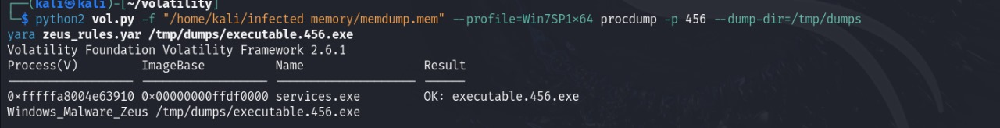 ┌──(kali㉿kali)-[~/volatility]
└─$ python2 vol.py -f "/home/kali/infected memory/memdump.mem" --profile=Win7SP1×64 procdump -p 456 --dump-dir=/tmp/dumps
yara zeus_rules.yar /tmp/dumps/executable.456.exe
Volatility Foundation Volatility Framework 2.6.1
Process(V) ImageBase Name Result
------------------ ------------------ -------------------- ------
0×fffffa8004e63910 0×00000000ffdf0000 services.exe OK: executable.456.exe
Windows_Malware_Zeus /tmp/dumps/executable.456.exe